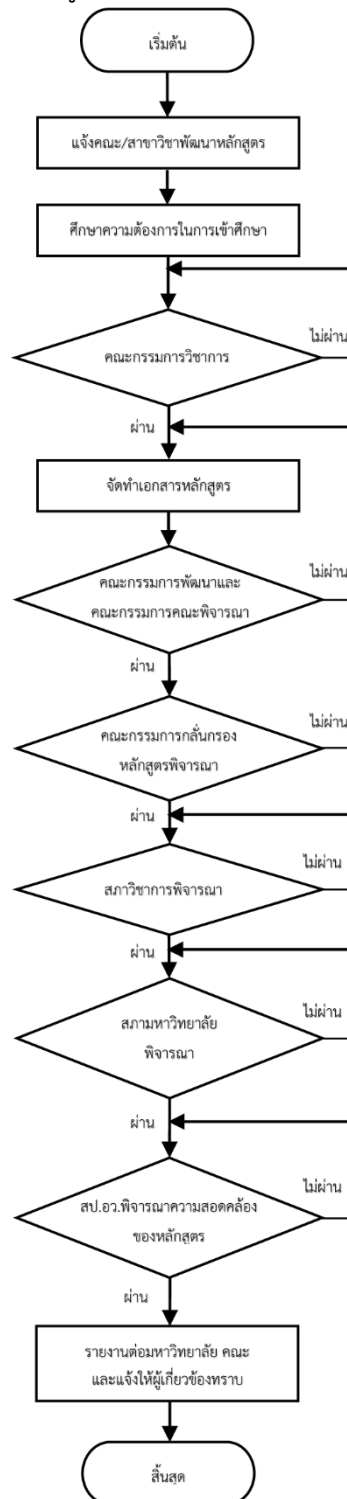 เริ่มต้น
แจ้งคณะ/สาขาวิชาพัฒนาหลักสูตร
ศึกษาความต้องการในการเข้าศึกษา
คณะกรรมการวิชาการ
ไม่ผ่าน
ผ่าน
จัดทำเอกสารหลักสูตร
คณะกรรมการพัฒนาและ
คณะกรรมการคณะพิจารณา
ไม่ผ่าน
ผ่าน
คณะกรรมการกลั่นกรอง
หลักสูตรพิจารณา
ไม่ผ่าน
ผ่าน
สภาวิชาการพิจารณา
ไม่ผ่าน
ผ่าน
สภามหาวิทยาลัย
พิจารณา
ไม่ผ่าน
ผ่าน
สป.อว.พิจารณาความสอดคล้อง
ของหลักสูตร
ไม่ผ่าน
ผ่าน
รายงานต่อมหาวิทยาลัย คณะ
และแจ้งให้ผู้เกี่ยวข้องทราบ
สิ้นสุด